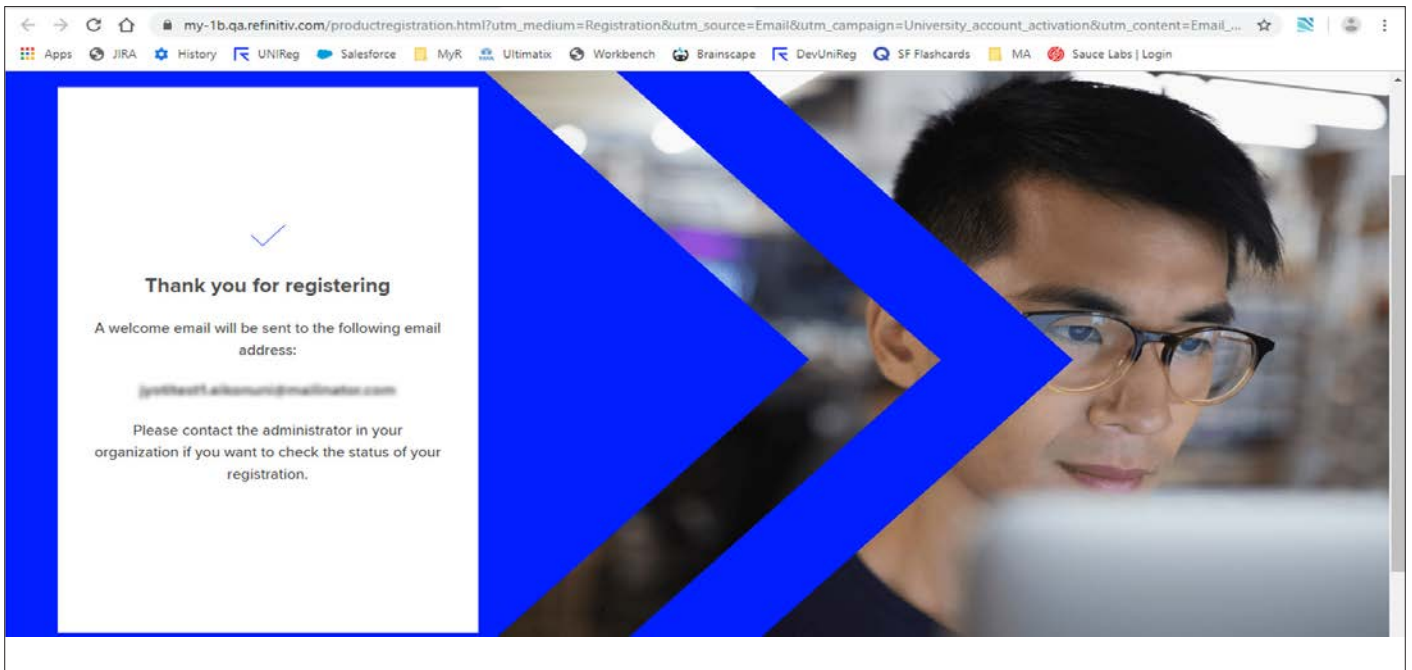 my-1b.qa.refinitiv.com/productregistration.html?utm_medium=Registration&utm_source=Email&utm_campaign=University_account_activation&utm_content=Email_...
Apps JIRA History UNIReg Salesforce MyR Ultimatix Workbench Brainscape DevUniReg SF Flashcards MA Sauce Labs | Login
Thank you for registering
A welcome email will be sent to the following email
address:
Please contact the administrator in your
organization if you want to check the status of your
registration.